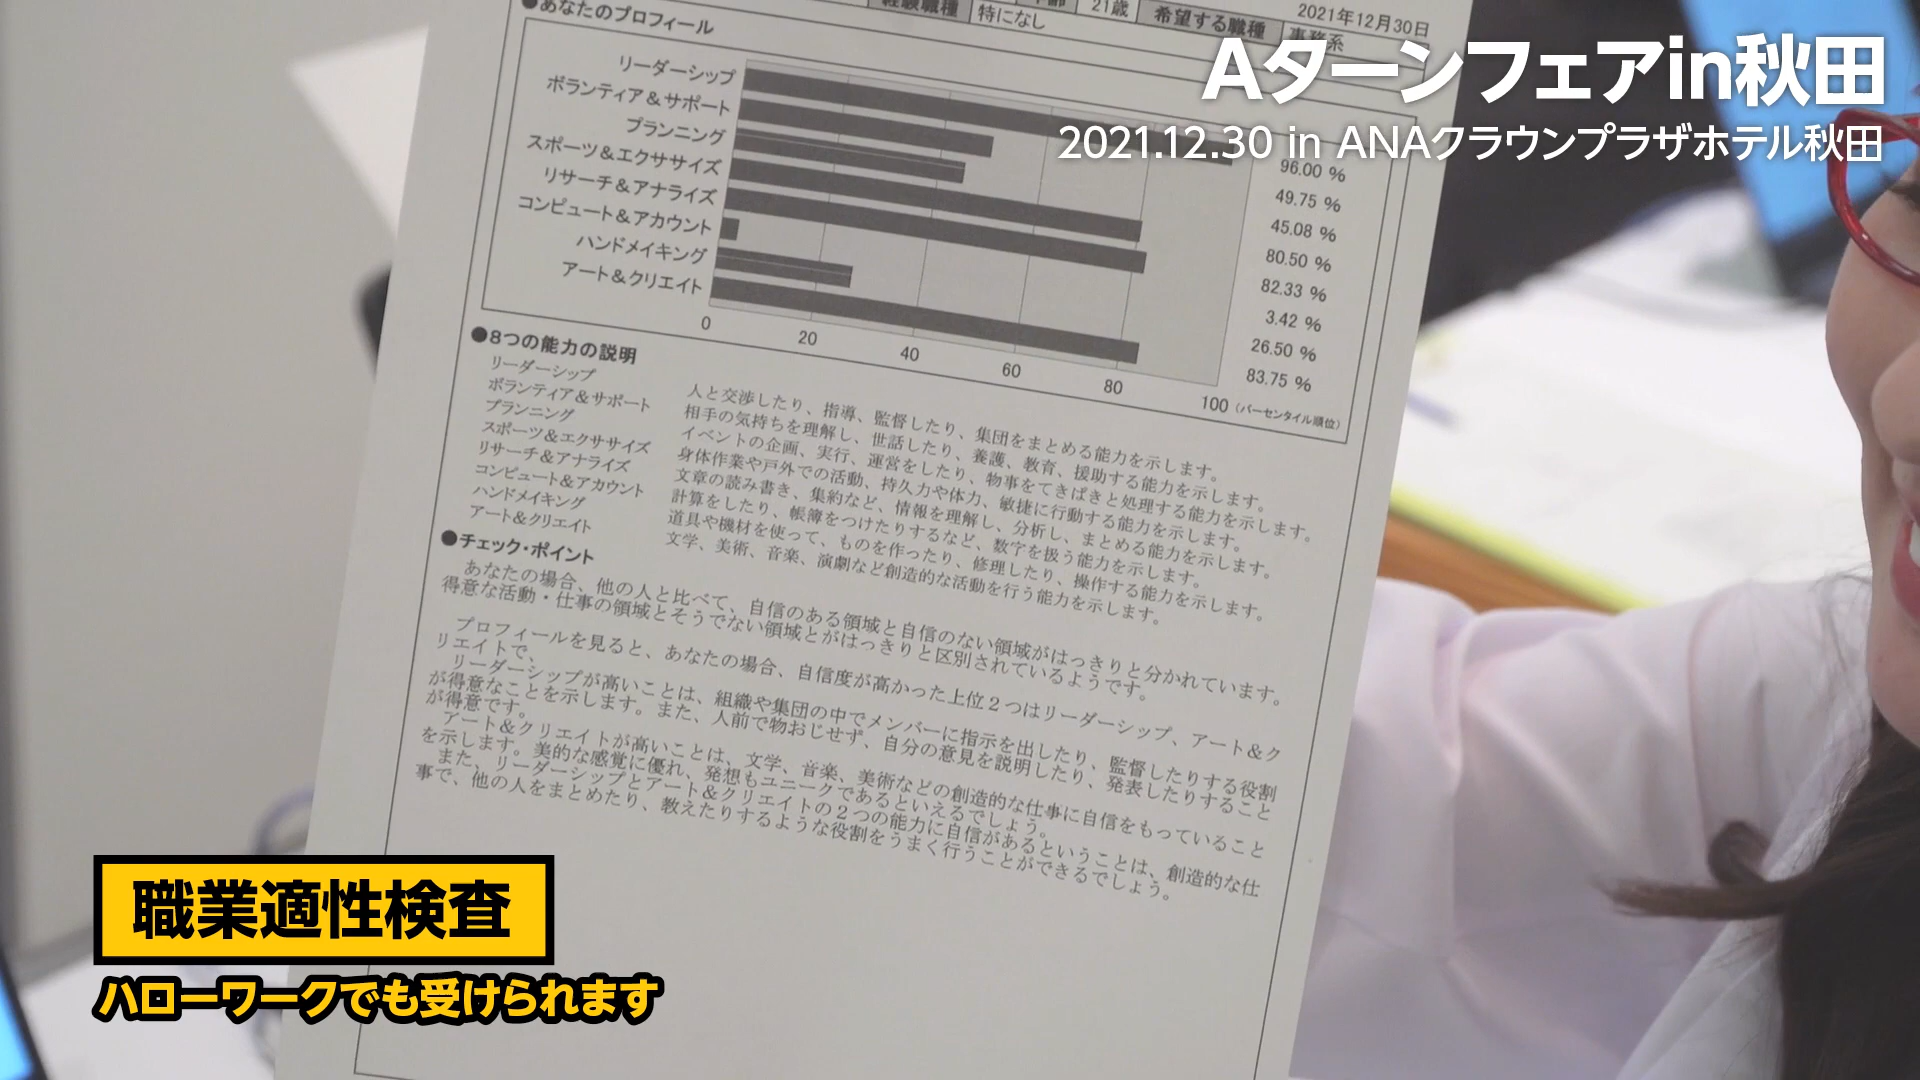 経験職種 特になし 21歳 希望する職種 事務系 2021年12月30日
●あなたのプロフィール
Aターンフェアin秋田
2021.12.30 in ANAクラウンプラザホテル秋田
リーダーシップ 96.00 %
ボランティア＆サポート 49.75 %
プランニング 45.08 %
スポーツ＆エクササイズ 80.50 %
リサーチ＆アナライズ 82.33 %
コンピュート＆アカウント 3.42 %
ハンドメイキング 26.50 %
アート＆クリエイト 83.75 %
0 20 40 60 80 100 (パーセンタイル順位)
●8つの能力の説明
リーダーシップ 人と交渉したり、指導、監督したり、集団をまとめる能力を示します。
ボランティア＆サポート 相手の気持ちを理解し、世話したり、養護、教育、援助する能力を示します。
プランニング イベントの企画、実行、運営をしたり、物事をてきぱきと処理する能力を示します。
スポーツ＆エクササイズ 身体作業や戸外での活動、持久力や体力、敏捷に行動する能力を示します。
リサーチ＆アナライズ 文章の読み書き、集約など、情報を理解し、分析し、まとめる能力を示します。
コンピュート＆アカウント 計算をしたり、帳簿をつけたりするなど、数字を扱う能力を示します。
ハンドメイキング 道具や機材を使って、ものを作ったり、修理したり、操作する能力を示します。
アート＆クリエイト 文学、美術、音楽、演劇など創造的な活動を行う能力を示します。
●チェック・ポイント
あなたの場合、他の人と比べて、自信のある領域と自信のない領域がはっきりと分かれています。
得意な活動・仕事の領域とそうでない領域とがはっきりと区別されているようです。
プロフィールを見ると、あなたの場合、自信度が高かった上位２つはリーダーシップ、アート＆ク
リエイトで、
リーダーシップが高いことは、組織や集団の中でメンバーに指示を出したり、監督したりする役割
が得意なことを示します。また、人前で物おじせず、自分の意見を説明したり、発表したりすること
が得意です。
アート＆クリエイトが高いことは、文学、音楽、美術などの創造的な仕事に自信をもっていること
を示します。美的な感覚に優れ、発想もユニークであるといえるでしょう。
また、リーダーシップとアート＆クリエイトの２つの能力に自信があるということは、創造的な仕
事で、他の人をまとめたり、教えたりするような役割をうまく行うことができるでしょう。
職業適性検査
ハローワークでも受けられます